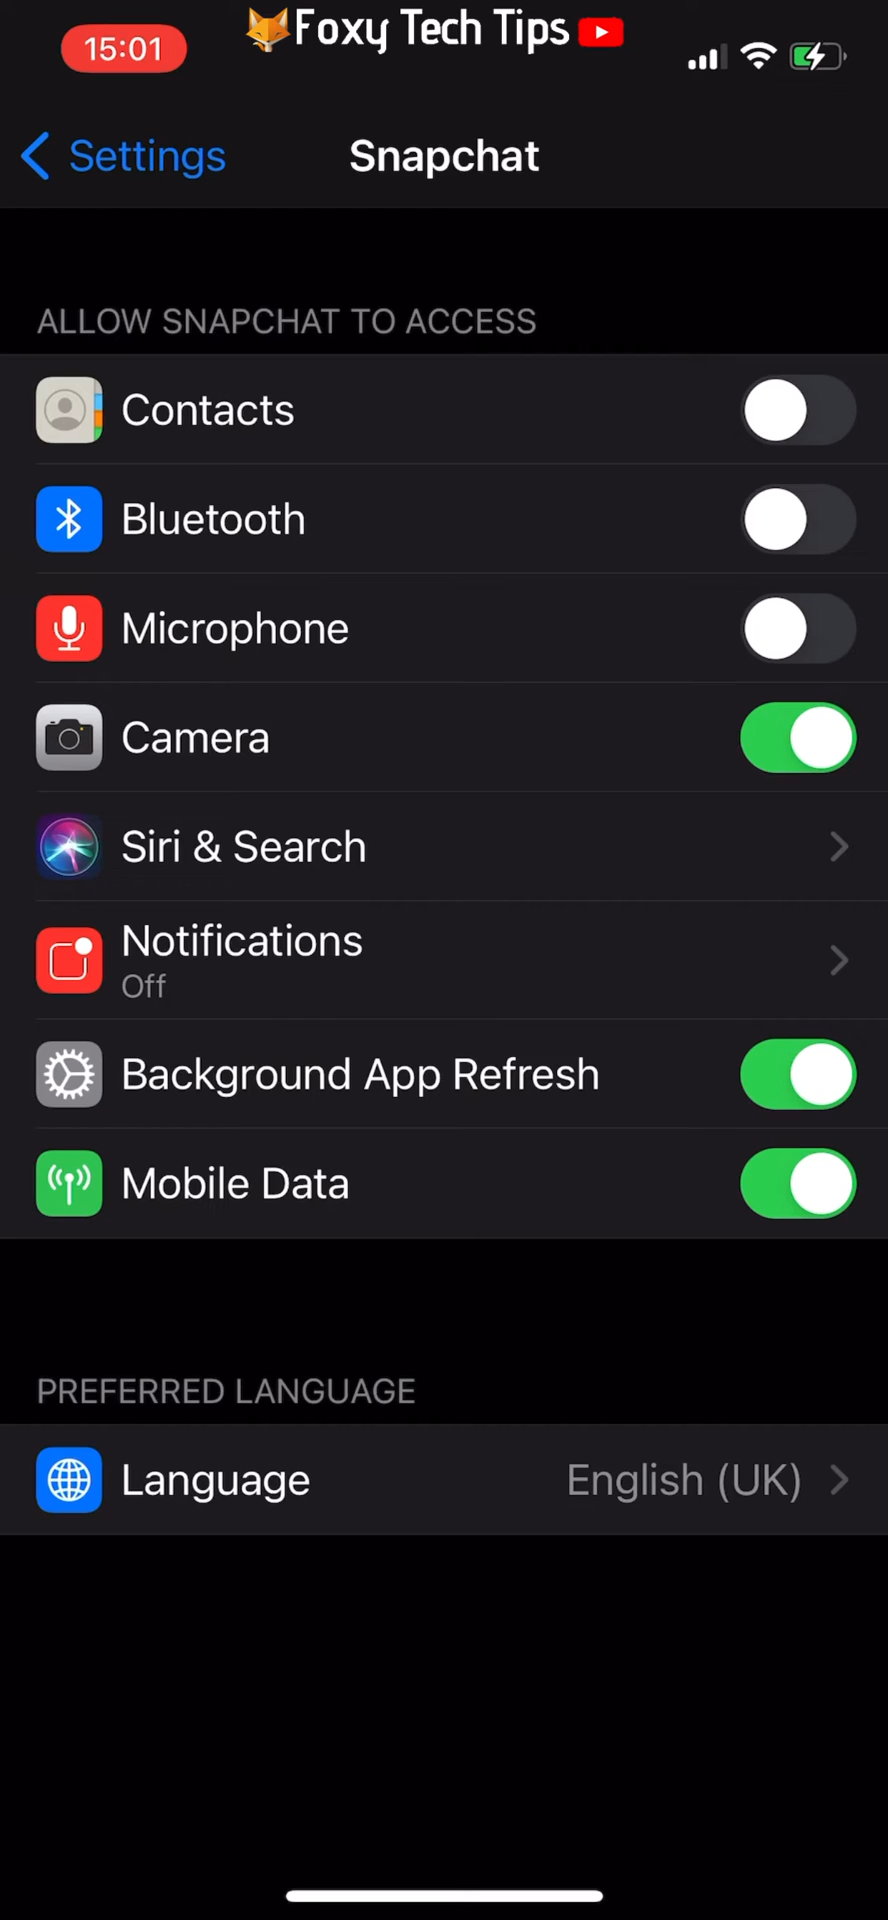 15:01
Foxy Tech Tips
Settings
Snapchat
ALLOW SNAPCHAT TO ACCESS
Contacts
Bluetooth
Microphone
Camera
Siri & Search
Notifications
Off
Background App Refresh
Mobile Data
PREFERRED LANGUAGE
Language English (UK)